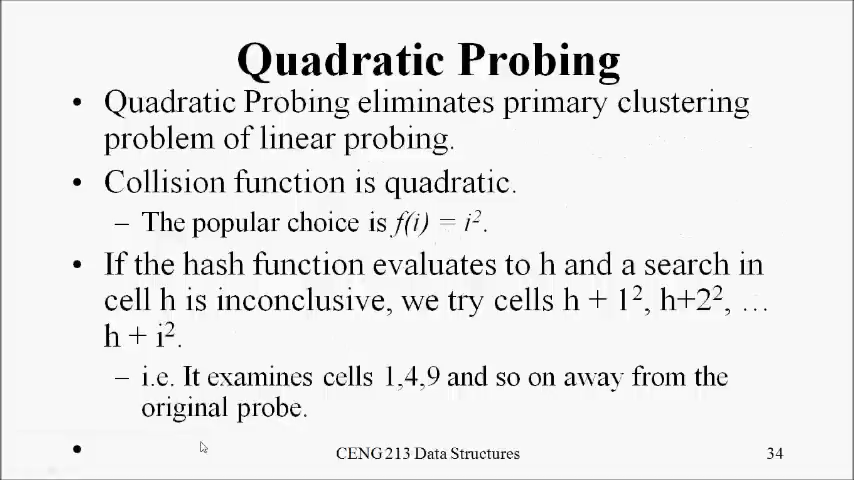 Quadratic Probing
• Quadratic Probing eliminates primary clustering
problem of linear probing.
• Collision function is quadratic.
– The popular choice is f(i) = i².
• If the hash function evaluates to h and a search in
cell h is inconclusive, we try cells h + 1², h+2², …
h + i².
– i.e. It examines cells 1,4,9 and so on away from the
original probe.
•
CENG 213 Data Structures
34